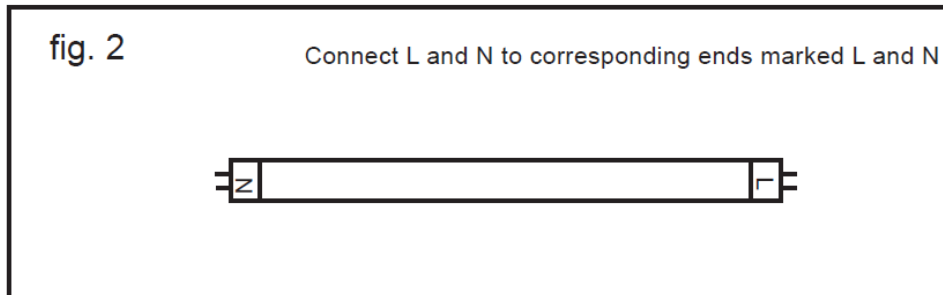 fig. 2
Connect L and N to corresponding ends marked L and N
N
L